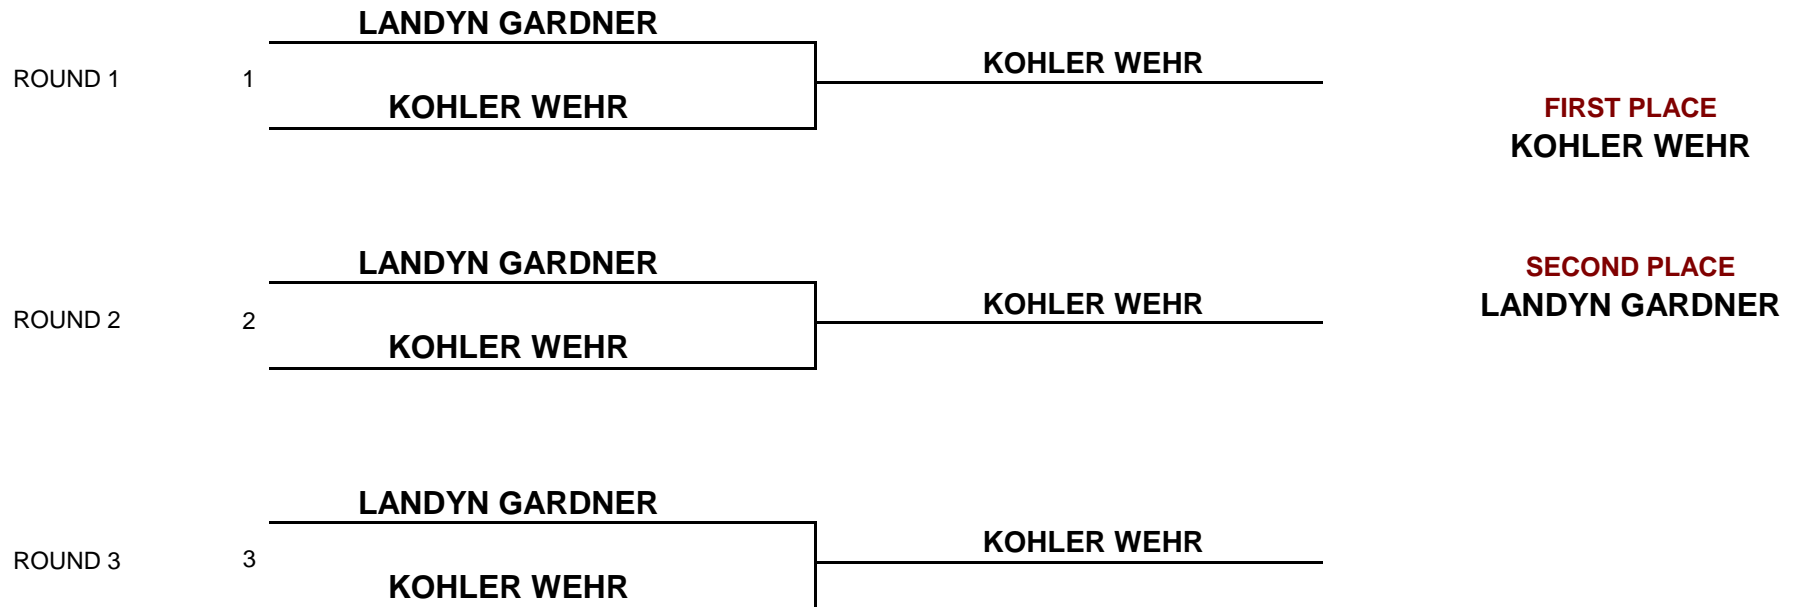 LANDYN GARDNER
ROUND 1
1
KOHLER WEHR
KOHLER WEHR
FIRST PLACE
KOHLER WEHR
LANDYN GARDNER
ROUND 2
2
KOHLER WEHR
KOHLER WEHR
SECOND PLACE
LANDYN GARDNER
LANDYN GARDNER
ROUND 3
3
KOHLER WEHR
KOHLER WEHR